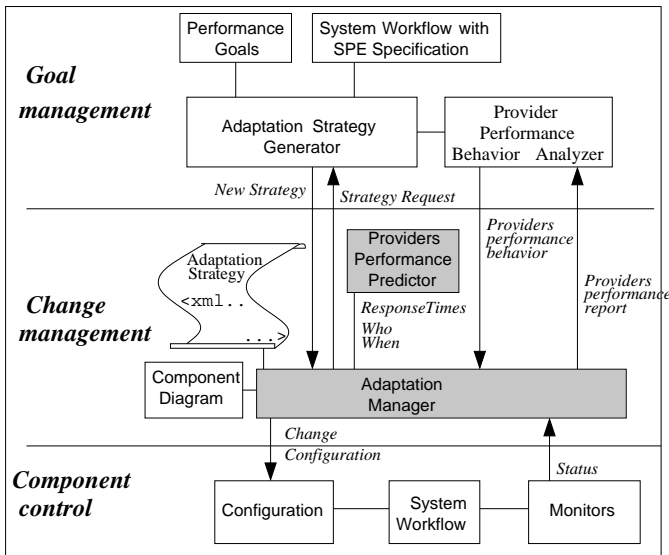 Performance
Goals
System Workflow with
SPE Specification
Goal
management
Adaptation Strategy
Generator
Provider
Performance
Behavior Analyzer
New Strategy
Strategy Request
Adaptation
Strategy
<xml..
...>
Providers
Performance
Predictor
Providers
performance
behavior
Providers
performance
report
Change
management
ResponseTimes
Who
When
Component
Diagram
Adaptation
Manager
Change
Configuration
Status
Component
control
Configuration
System
Workflow
Monitors